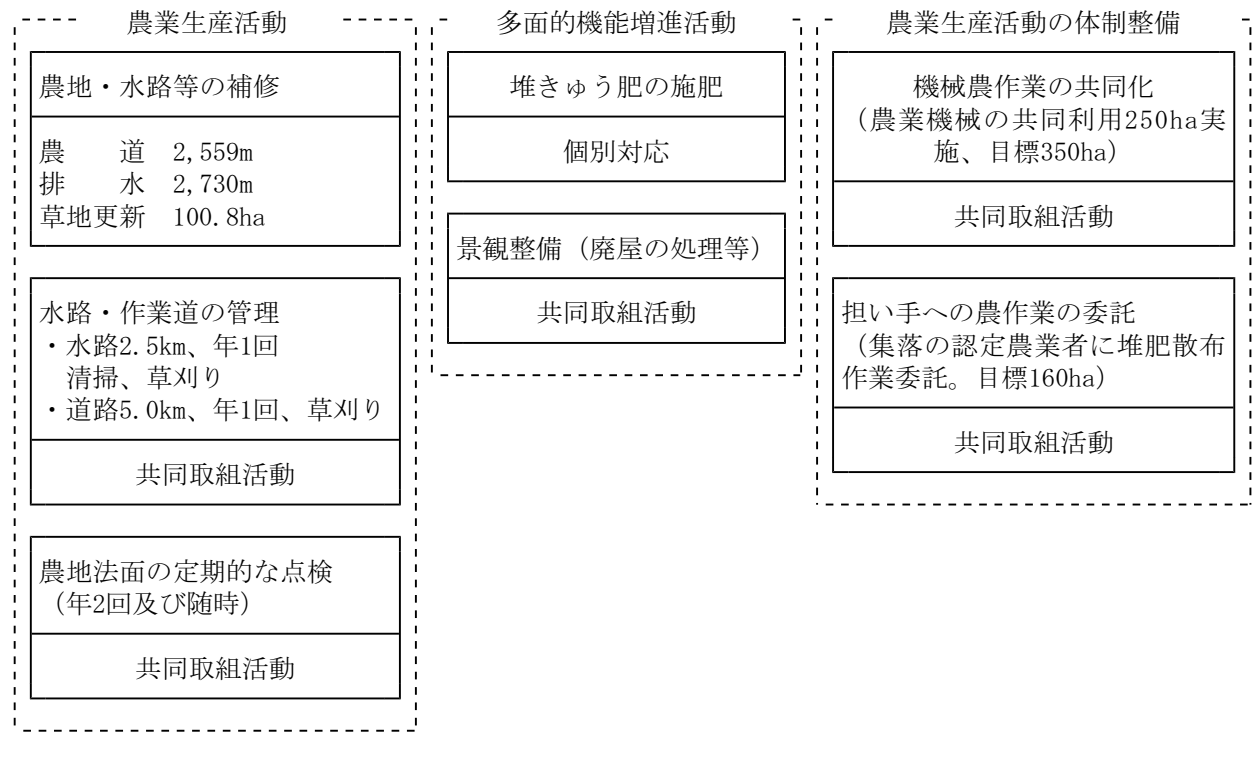 農業生産活動
農地・水路等の補修
農　　道　2,559m
排　　水　2,730m
草地更新　100.8ha
水路・作業道の管理
・水路2.5km、年1回
清掃、草刈り
・道路5.0km、年1回、草刈り
共同取組活動
農地法面の定期的な点検
（年2回及び随時）
共同取組活動
多面的機能増進活動
堆きゅう肥の施肥
個別対応
景観整備（廃屋の処理等）
共同取組活動
農業生産活動の体制整備
機械農作業の共同化
（農業機械の共同利用250ha実
施、目標350ha）
共同取組活動
担い手への農作業の委託
（集落の認定農業者に堆肥散布
作業委託。目標160ha）
共同取組活動